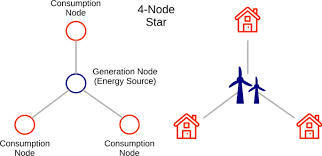 Consumption
Node
4-Node
Star
Generation Node
(Energy Source)
Consumption
Node
Consumption
Node